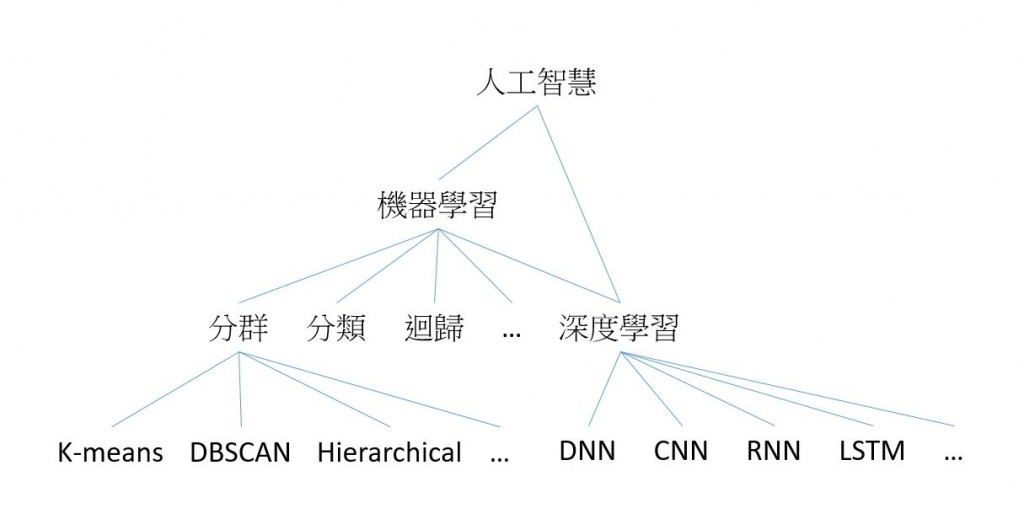 人工智慧
機器學習
分群 分類 迴歸 ... 深度學習
K-means DBSCAN Hierarchical ... DNN CNN RNN LSTM ...